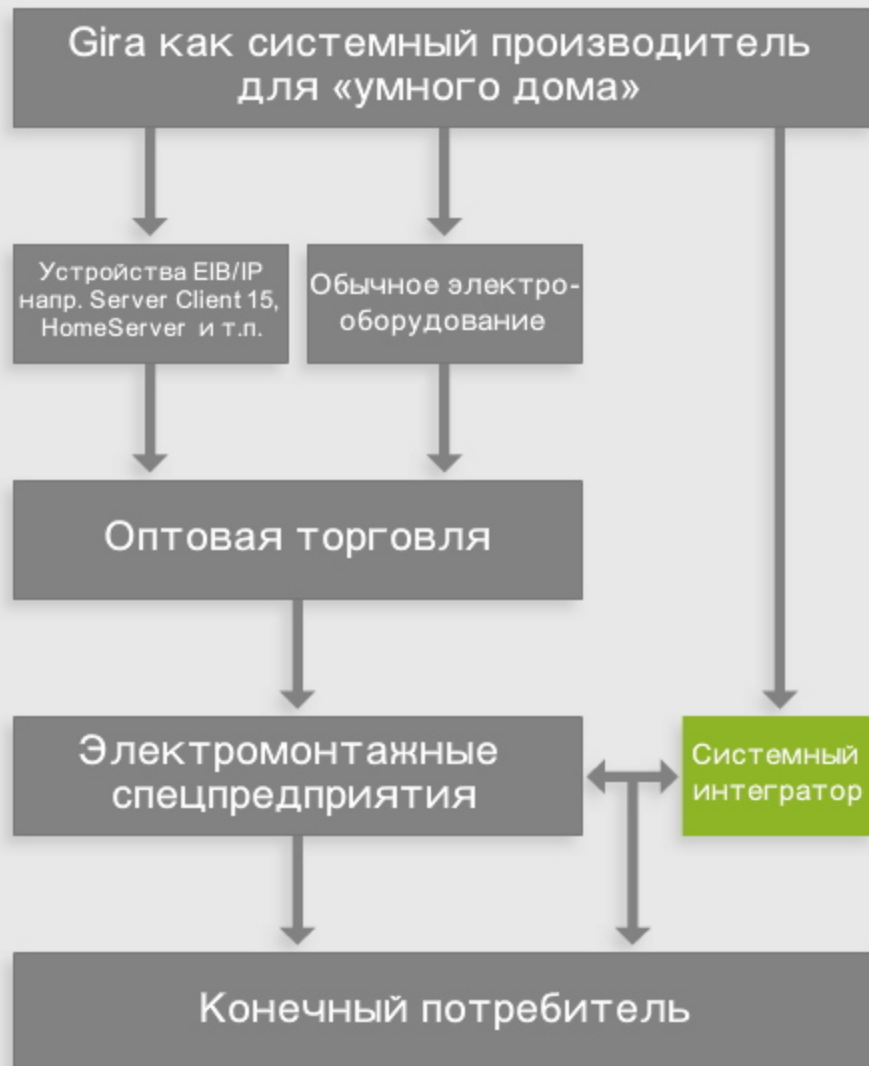 Gira как системный производитель
для «умного дома»
Устройства EIB/IP
напр. Server Client 15,
HomeServer и т.п.
Обычное электро-
оборудование
Оптовая торговля
Электромонтажные
спецпредприятия
Системный
интегратор
Конечный потребитель